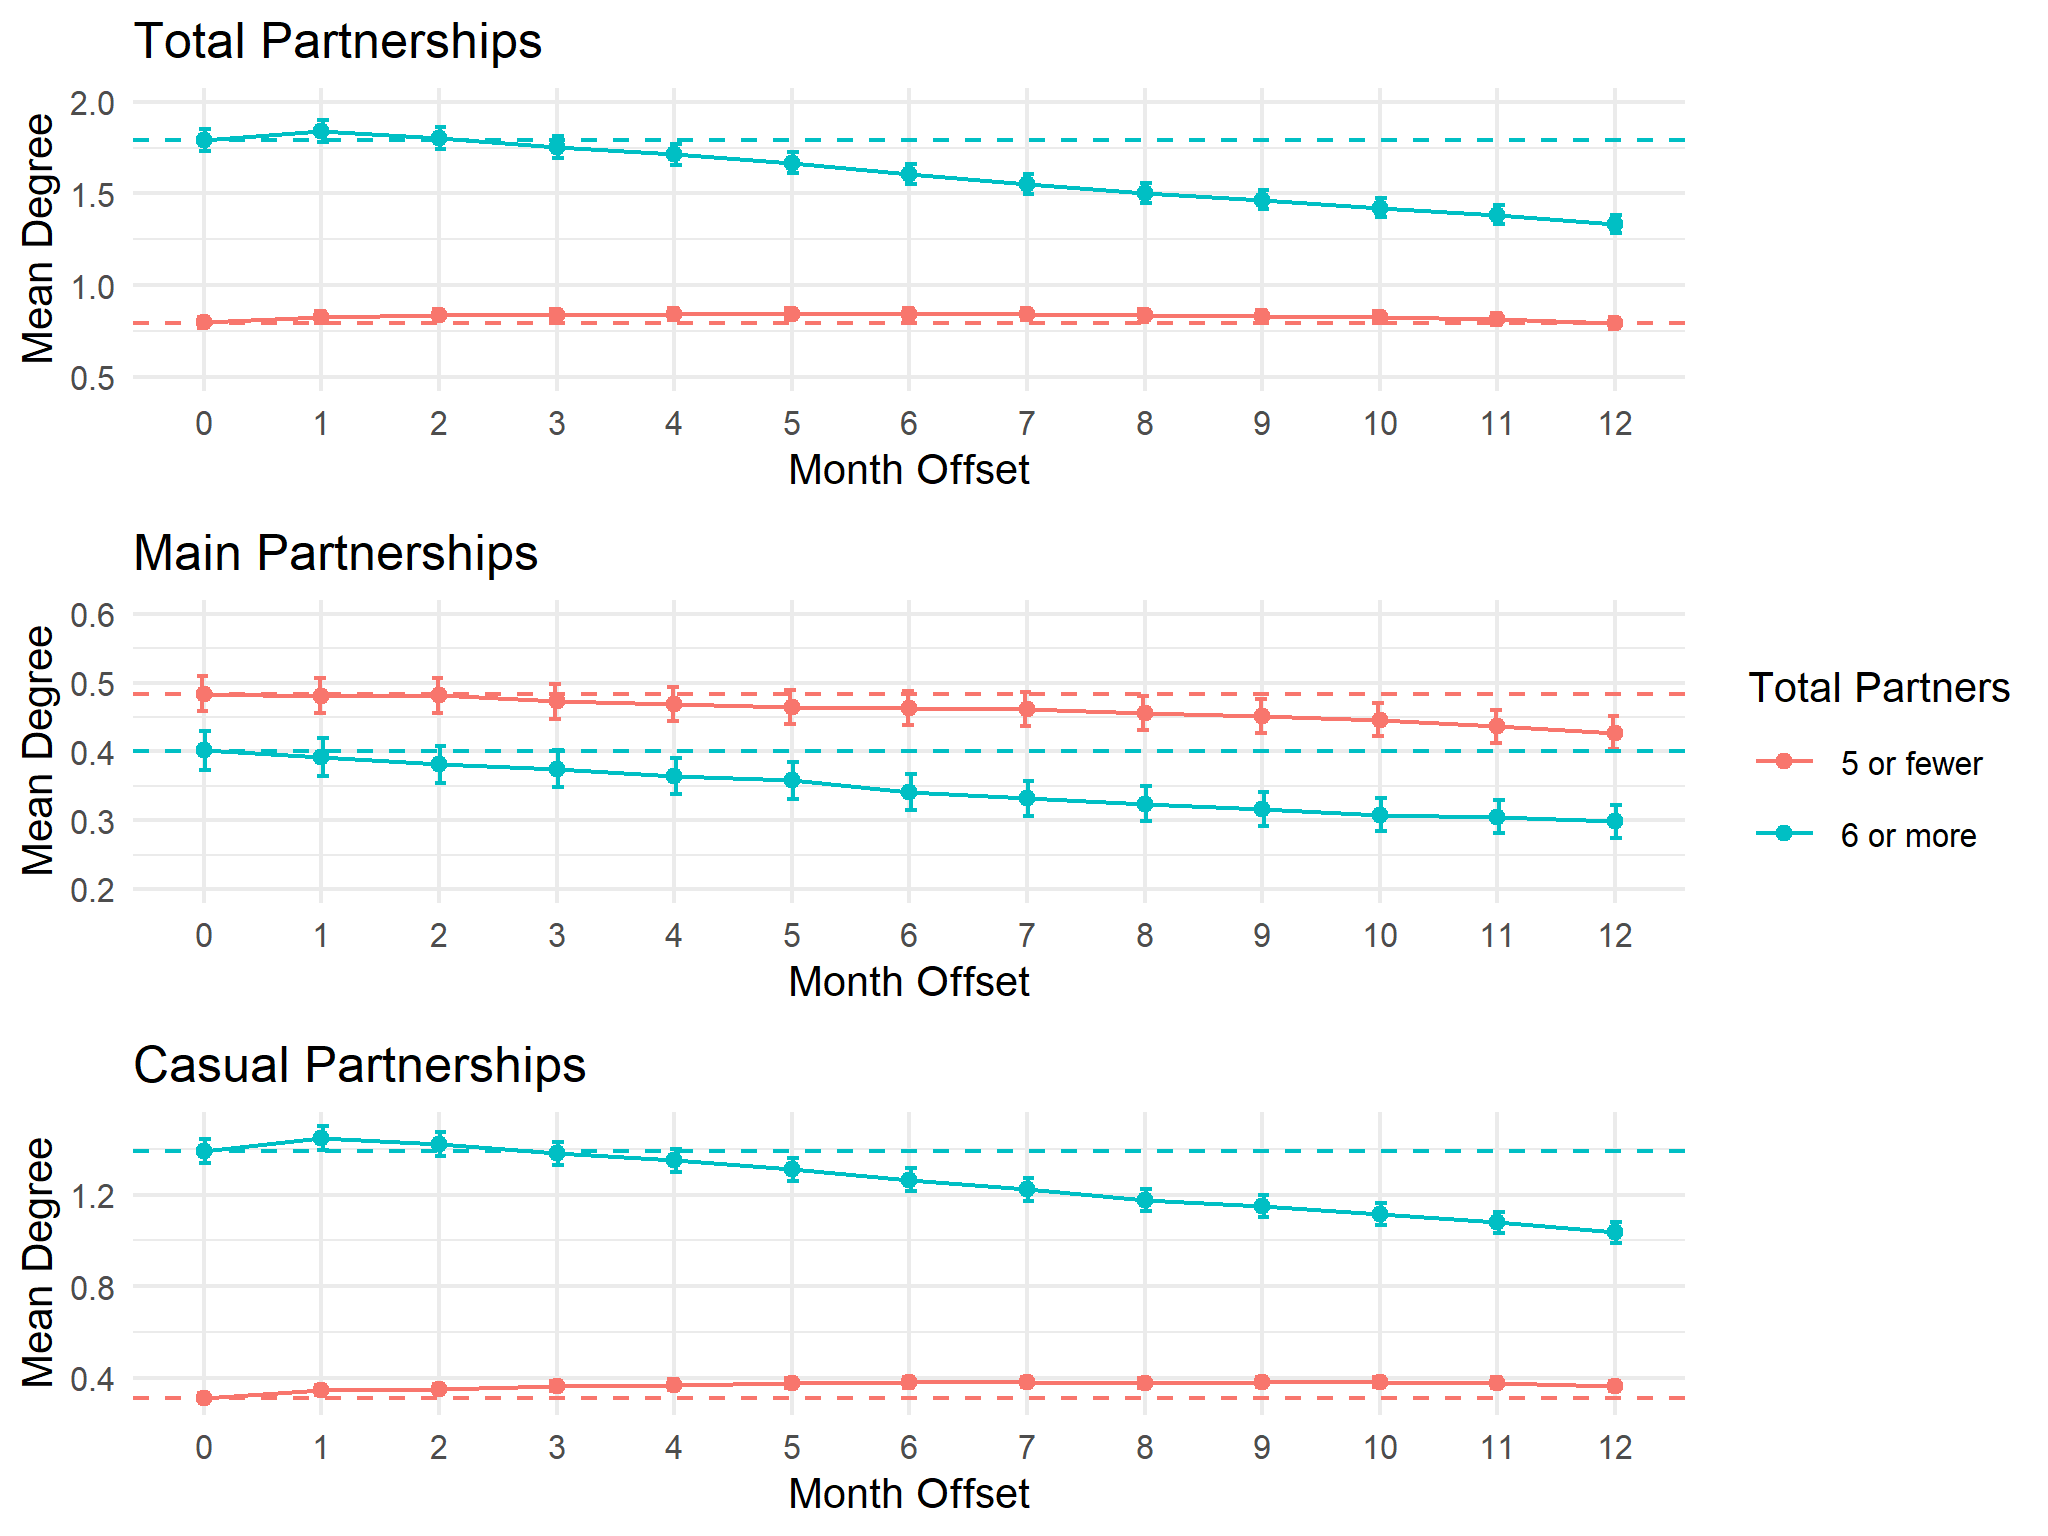 Total Partnerships
Mean Degree
2.0
1.5
1.0
0.5
0 1 2 3 4 5 6 7 8 9 10 11 12
Month Offset
Main Partnerships
Mean Degree
0.6
0.5
0.4
0.3
0.2
0 1 2 3 4 5 6 7 8 9 10 11 12
Month Offset
Total Partners
5 or fewer
6 or more
Casual Partnerships
Mean Degree
1.2
0.8
0.4
0 1 2 3 4 5 6 7 8 9 10 11 12
Month Offset